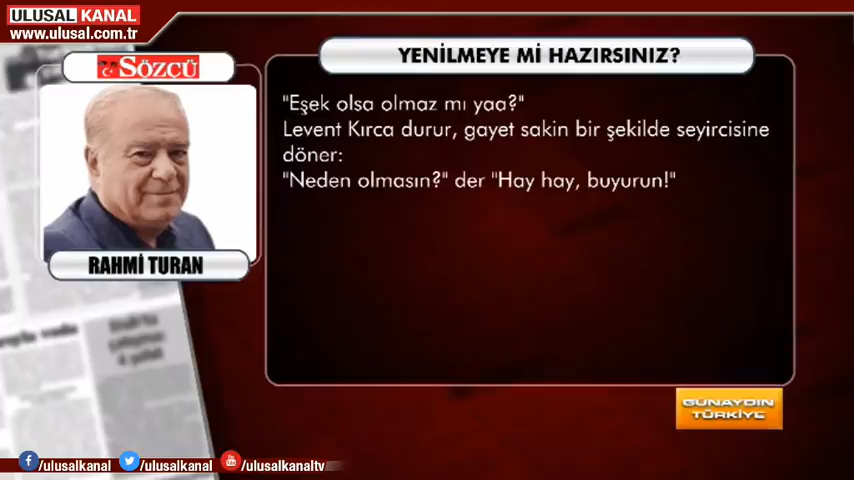 ULUSAL KANAL
www.ulusal.com.tr
YENİLMEYE Mİ HAZIRSINIZ?
SÖZCÜ
"Eşek olsa olmaz mı yaa?"
Levent Kırca durur, gayet sakin bir şekilde seyircisine
döner:
"Neden olmasın?" der "Hay hay, buyurun!"
RAHMİ TURAN
GÜNAYDIN
TÜRKİYE
/ulusalkanal
/ulusalkanal
/ulusalkanaltv